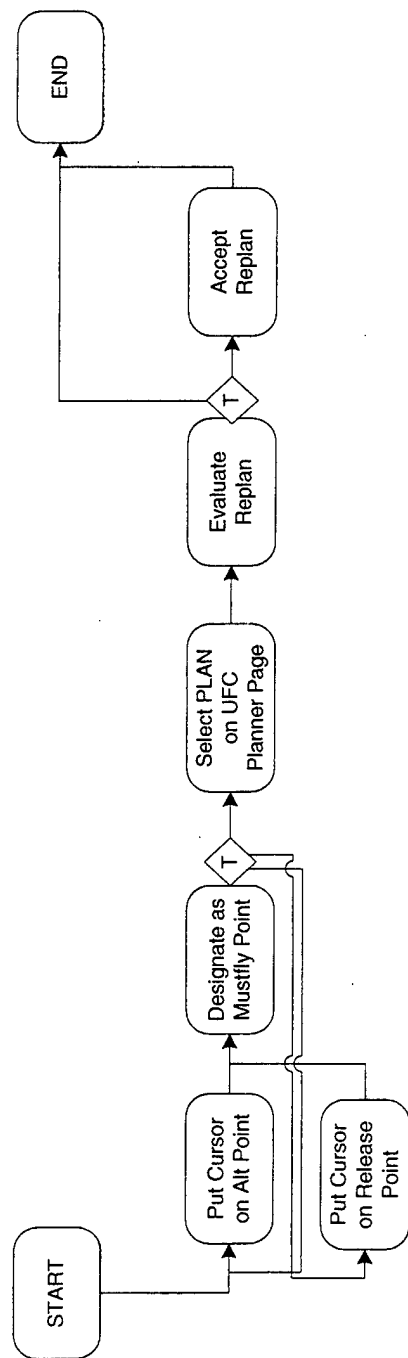 START
Put Cursor
on Alt Point
Put Cursor
on Release
Point
Designate as
Mustfly Point
T
Select PLAN
on UFC
Planner Page
Evaluate
Replan
T
Accept
Replan
END